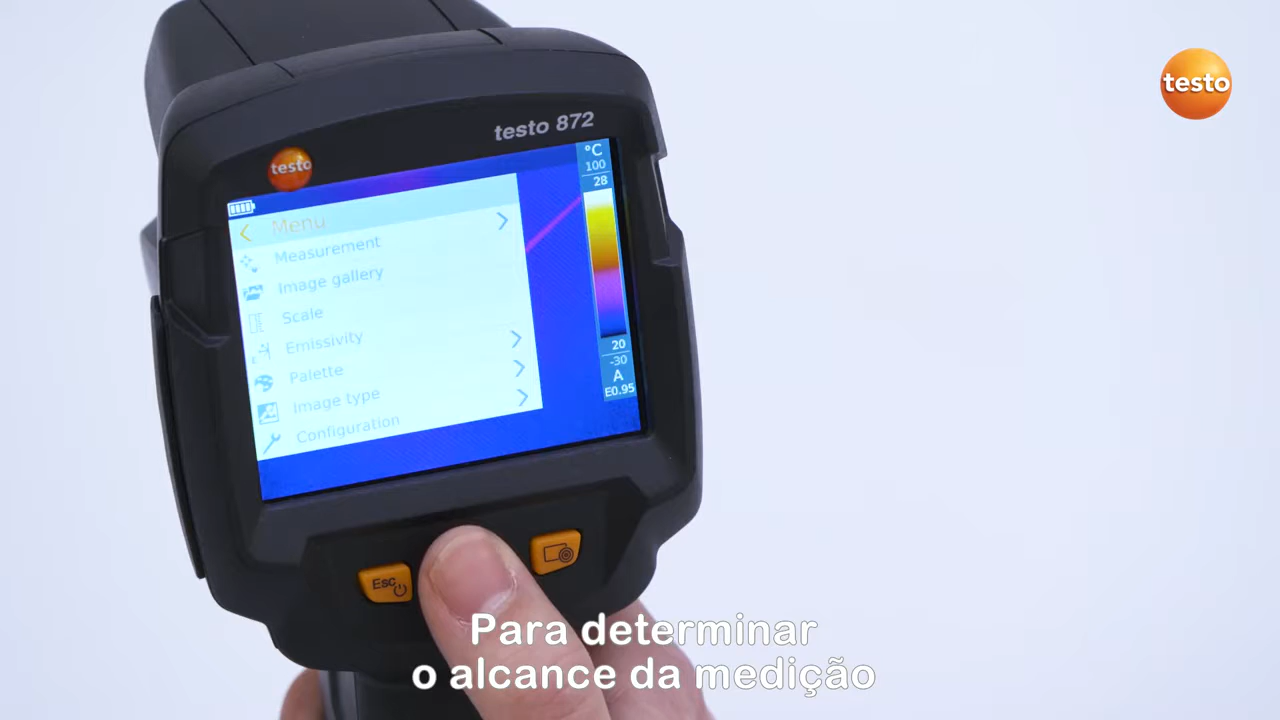 testo
testo 872
testo
°C
100
28
Menu
Measurement
Image gallery
Scale
Emissivity
Palette
Image type
Configuration
20
-30
A
E0.95
Esc
Para determinar
o alcance da medição